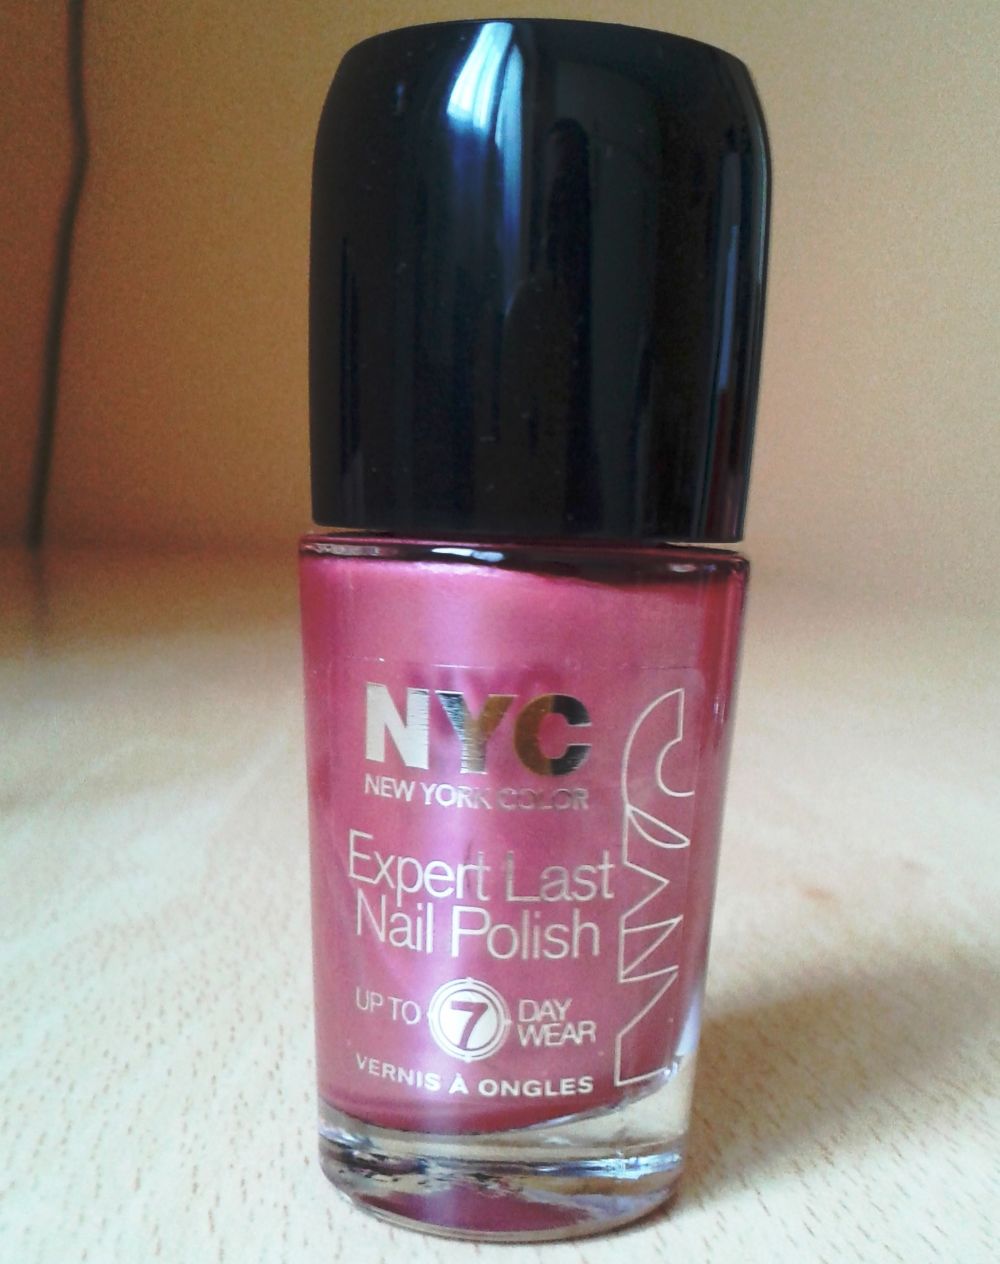 NYC
NEW YORK COLOR
Expert Last
Nail Polish
UP TO 7 DAY
WEAR
VERNIS À ONGLES
NYC